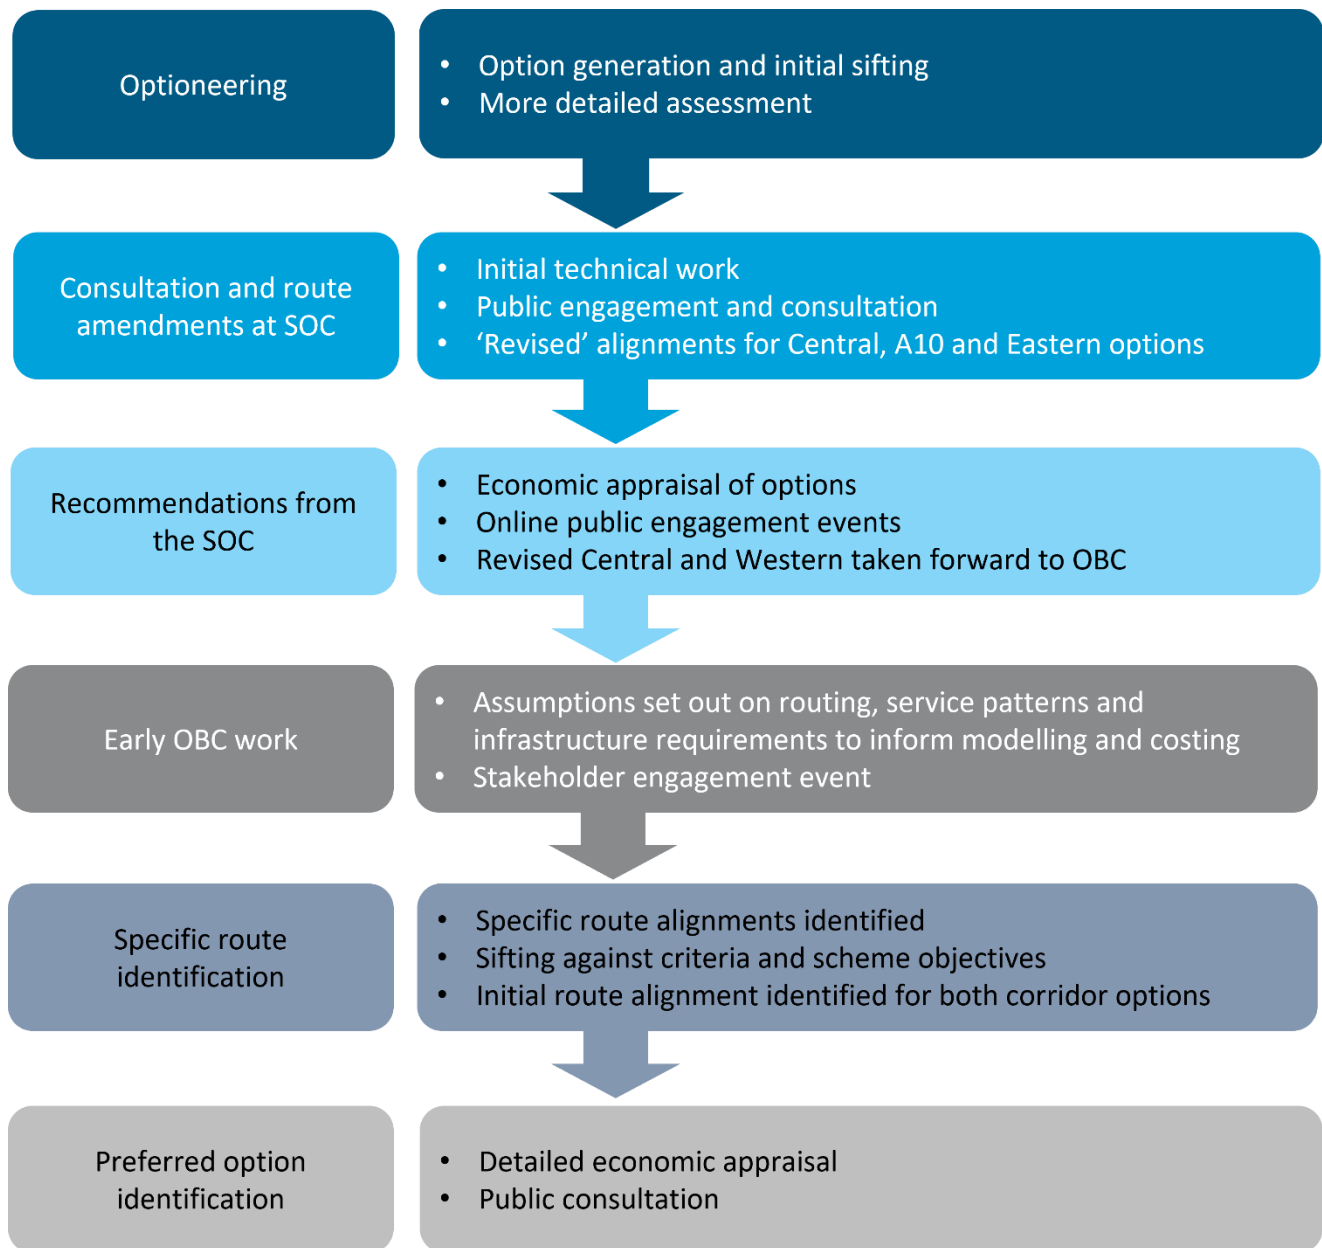 Optioneering
• Option generation and initial sifting
• More detailed assessment
Consultation and route
amendments at SOC
• Initial technical work
• Public engagement and consultation
• ‘Revised’ alignments for Central, A10 and Eastern options
Recommendations from
the SOC
• Economic appraisal of options
• Online public engagement events
• Revised Central and Western taken forward to OBC
Early OBC work
• Assumptions set out on routing, service patterns and
infrastructure requirements to inform modelling and costing
• Stakeholder engagement event
Specific route
identification
• Specific route alignments identified
• Sifting against criteria and scheme objectives
• Initial route alignment identified for both corridor options
Preferred option
identification
• Detailed economic appraisal
• Public consultation